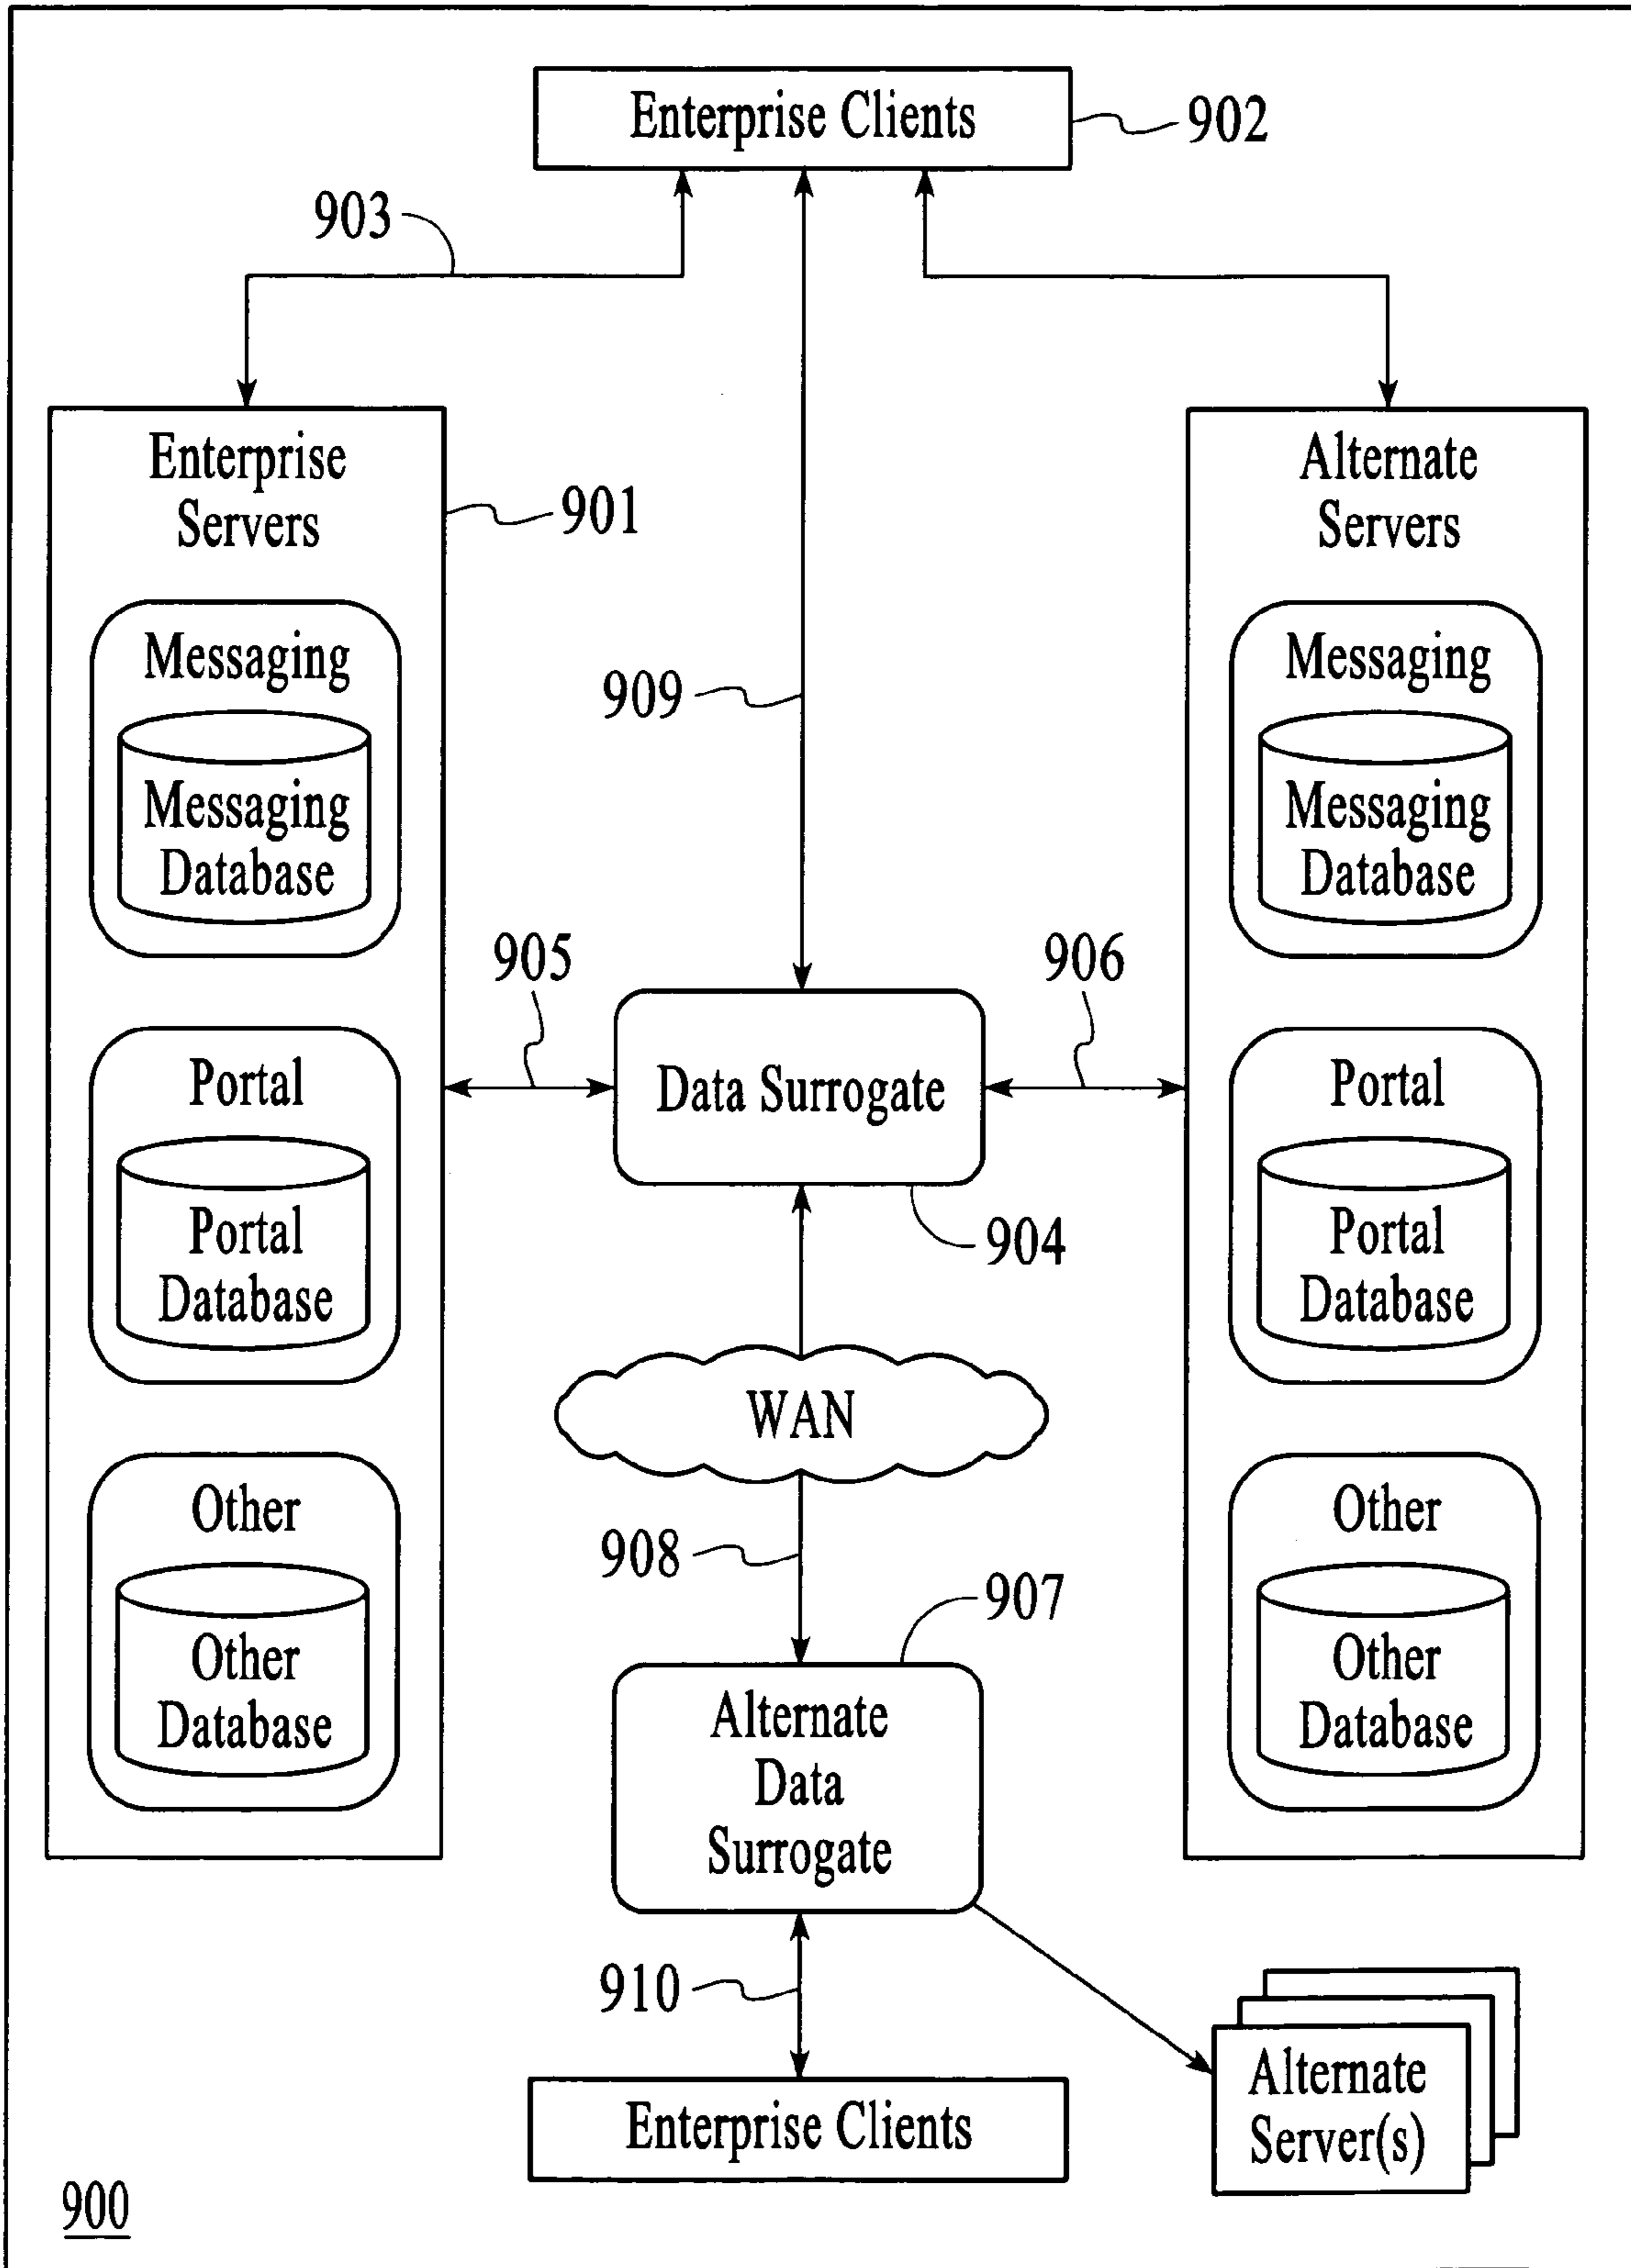 Enterprise Clients
902
903
Enterprise
Servers
901
Messaging
Messaging
Database
Portal
Portal
Database
Other
Other
Database
909
905
906
Data Surrogate
904
WAN
908
907
Alternate
Data
Surrogate
910
Enterprise Clients
Alternate
Servers
Messaging
Messaging
Database
Portal
Portal
Database
Other
Other
Database
Alternate
Server(s)
900